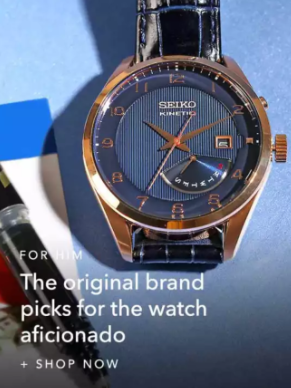 SEIKO
KINETIC
FOR HIM
The original brand
picks for the watch
aficionado
+ SHOP NOW